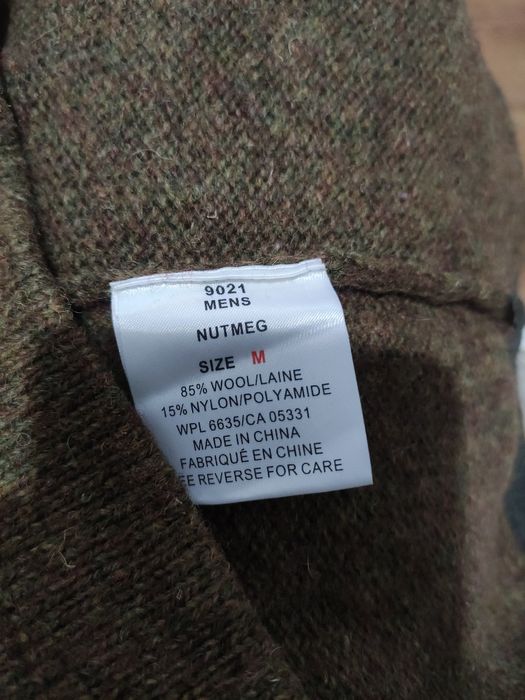 9021
MENS
NUTMEG
SIZE M
85% WOOL/LAINE
15% NYLON/POLYAMIDE
WPL 6635/CA 05331
MADE IN CHINA
FABRIQUÉ EN CHINE
EE REVERSE FOR CARE